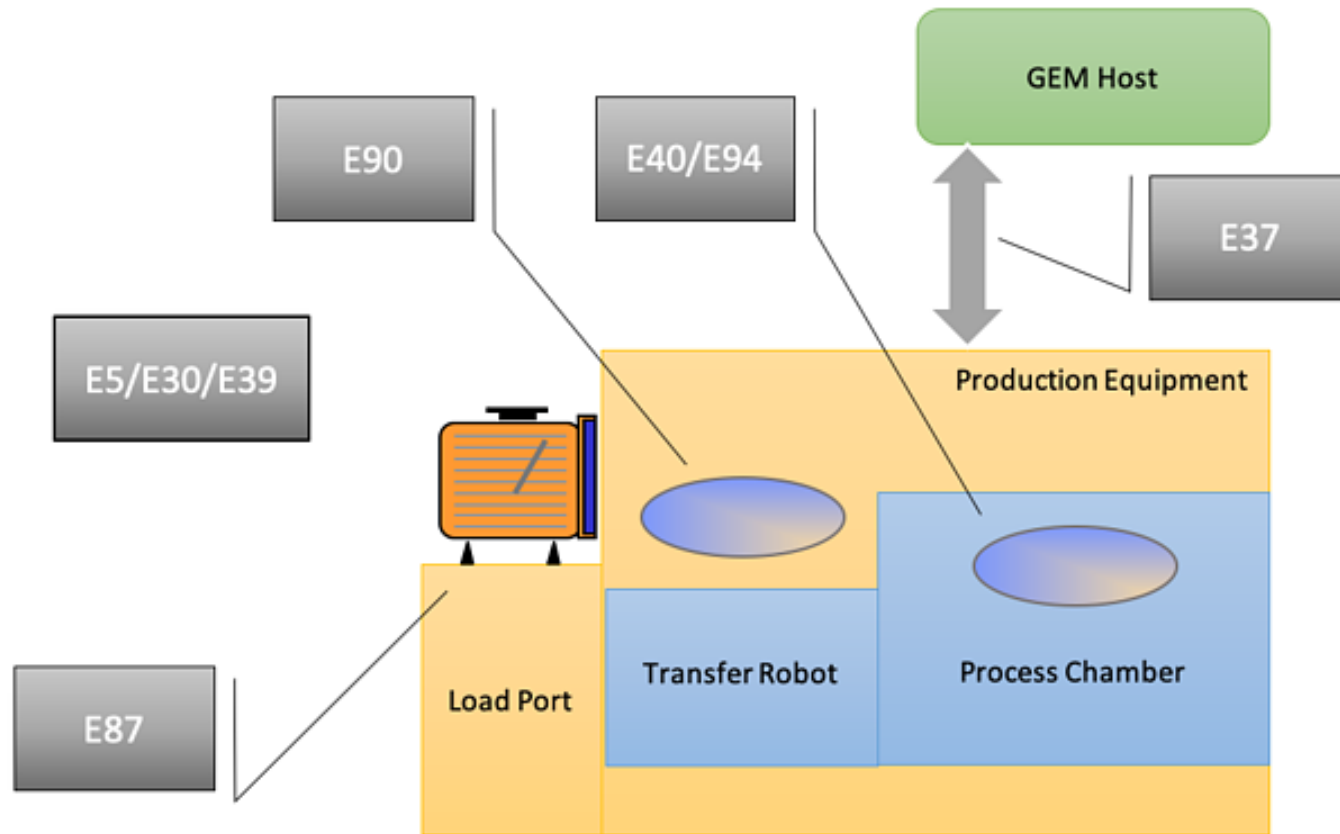 GEM Host
E90
E40/E94
E37
E5/E30/E39
Production Equipment
Transfer Robot
Process Chamber
Load Port
E87